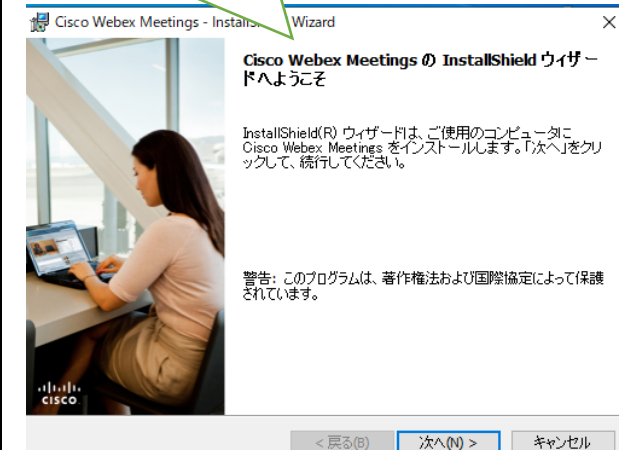 Cisco Webex Meetings - InstallShield Wizard
Cisco Webex Meetings の InstallShield ウィザー
ドへようこそ
InstallShield(R) ウィザードは、ご使用のコンピュータに
Cisco Webex Meetings をインストールします。「次へ」をクリ
ックして、続行してください。
警告: このプログラムは、著作権法および国際協定によって保護
されています。
CISCO
< 戻る(B)
次へ(N) >
キャンセル